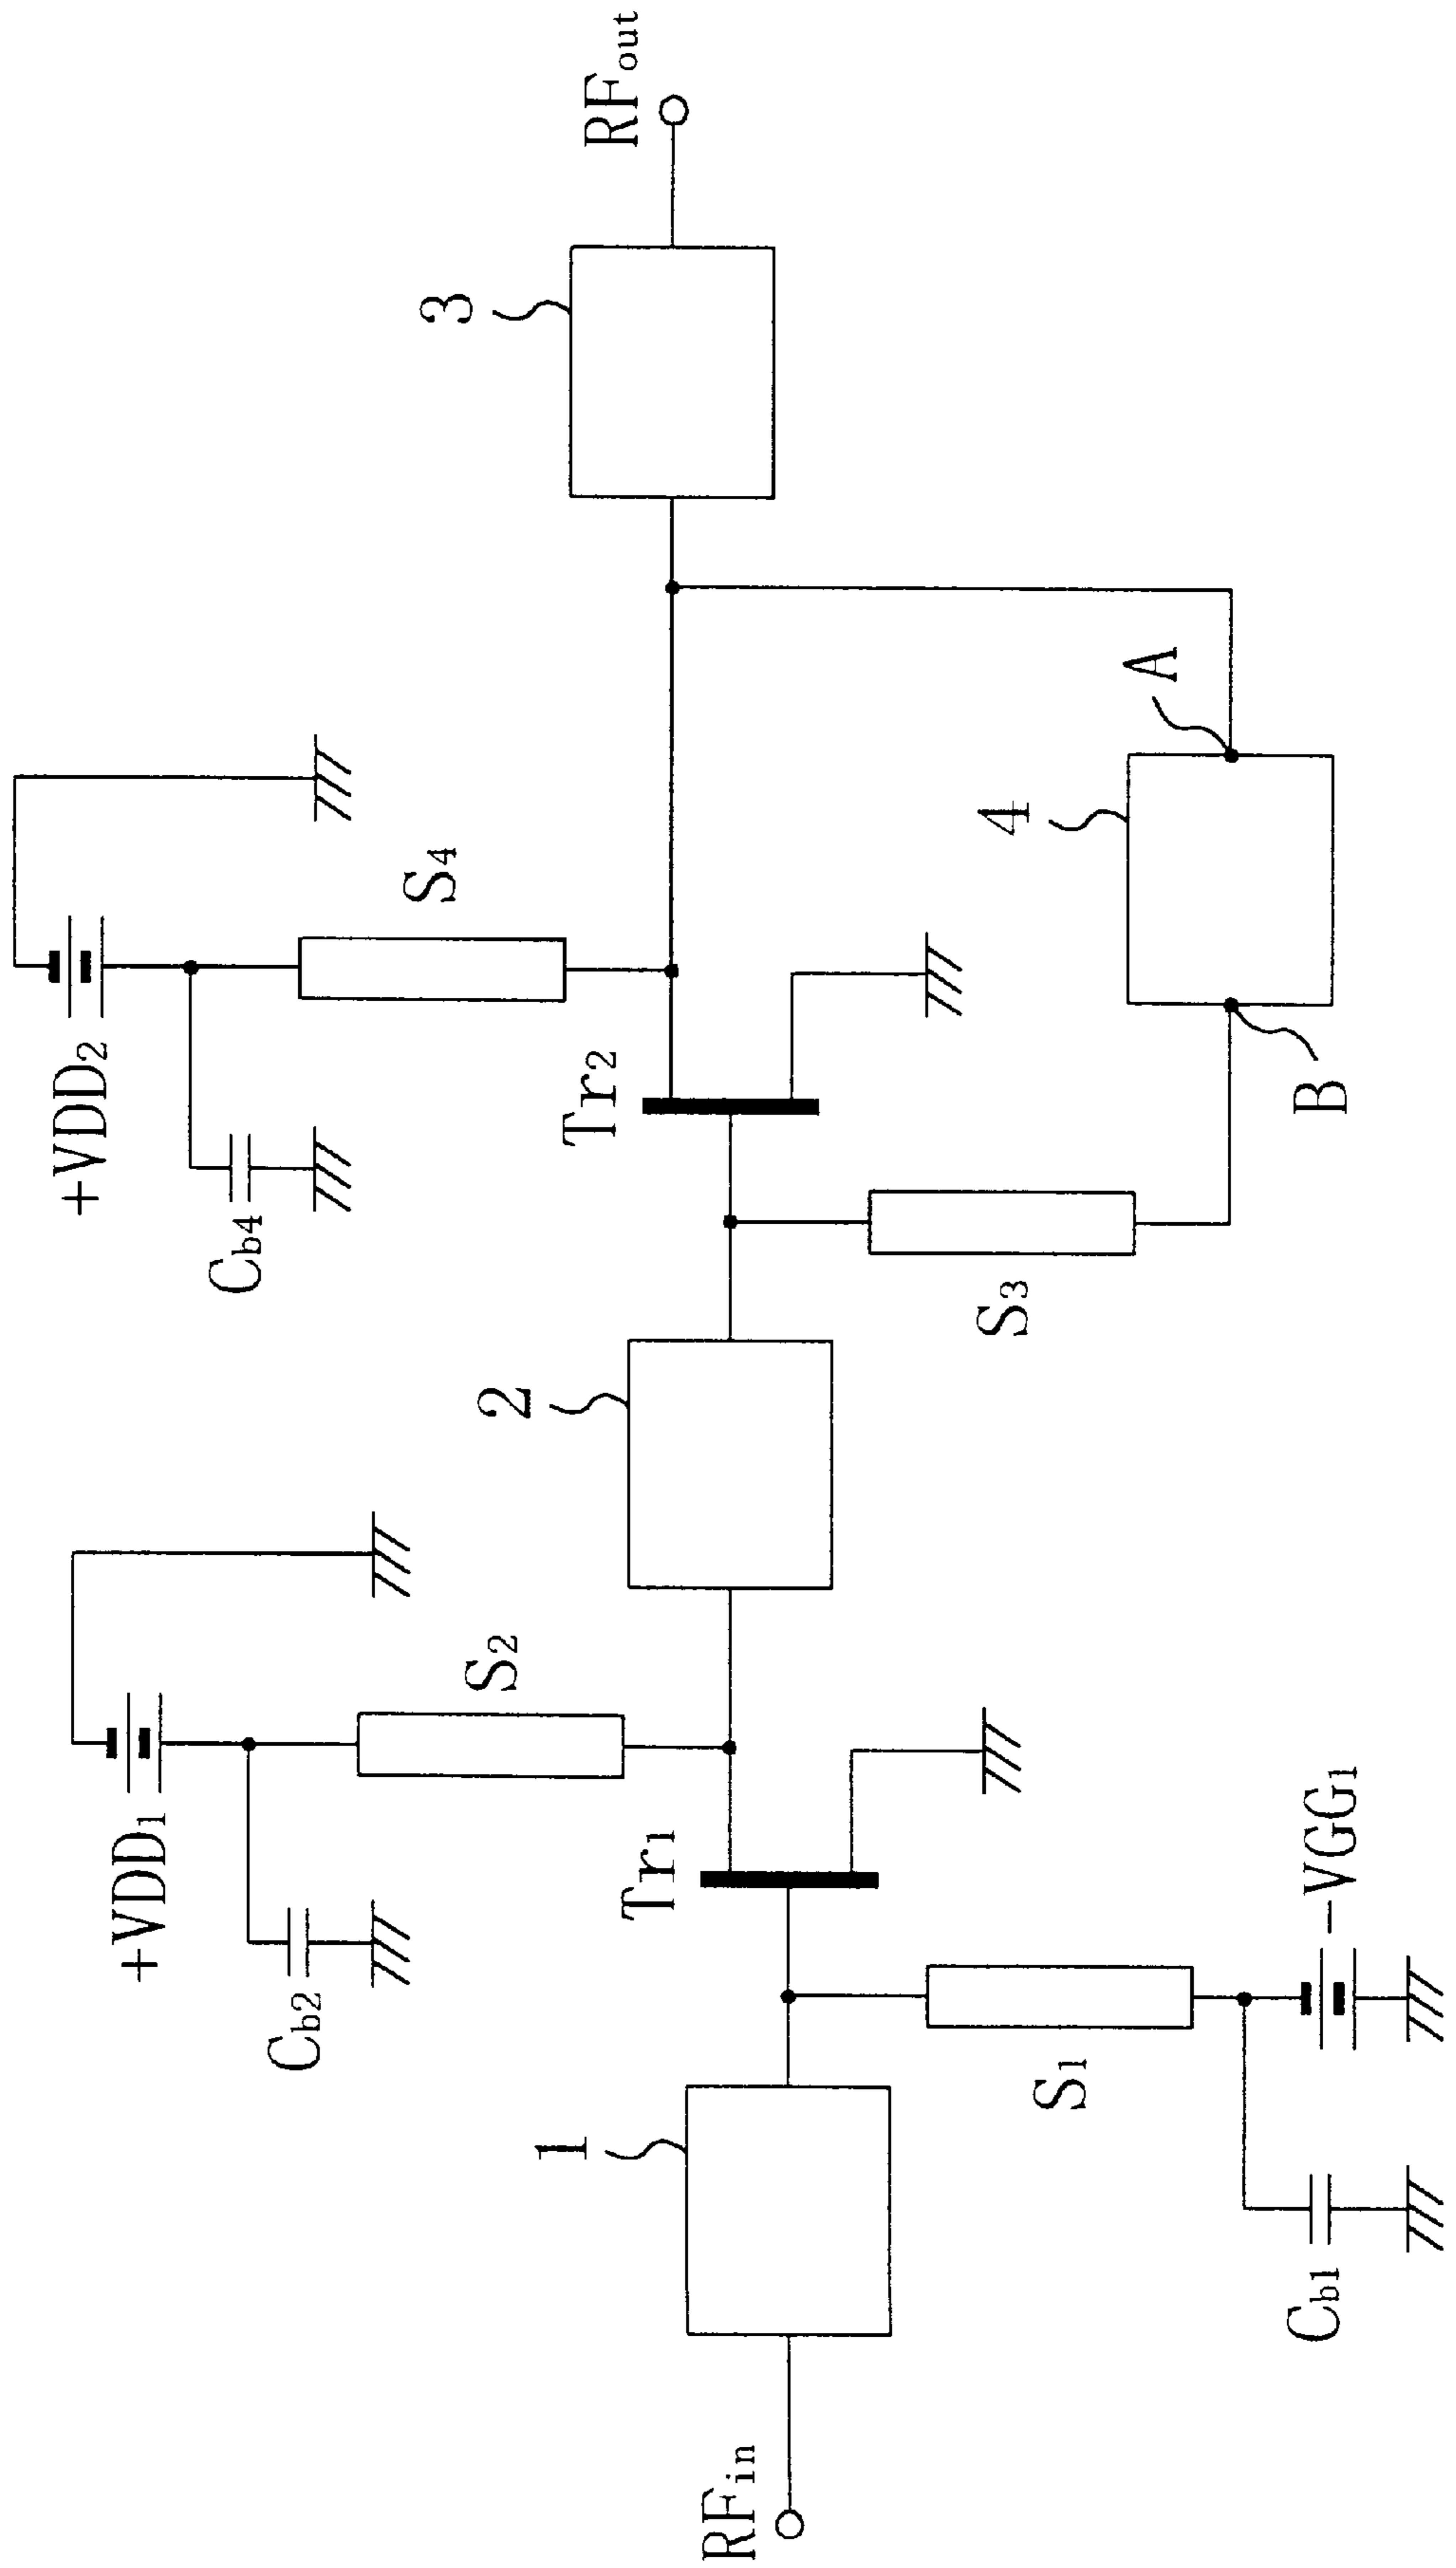 +VDD2
Cb4
S4
+VDD1
Cb2
S2
Tr2
3
RFout
Tr1
2
1
RFin
S1
Cb1
-VGG1
S3
4
A
B